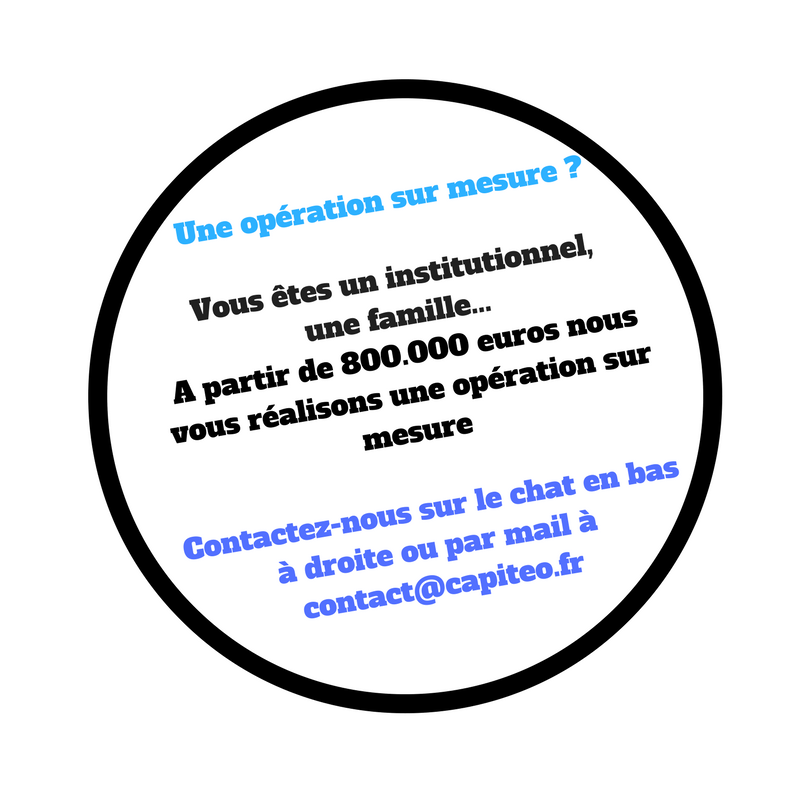 Une opération sur mesure ?
Vous êtes un institutionnel,
une famille...
A partir de 800.000 euros nous
vous réalisons une opération sur
mesure
Contactez-nous sur le chat en bas
à droite ou par mail à
contact@capiteo.fr